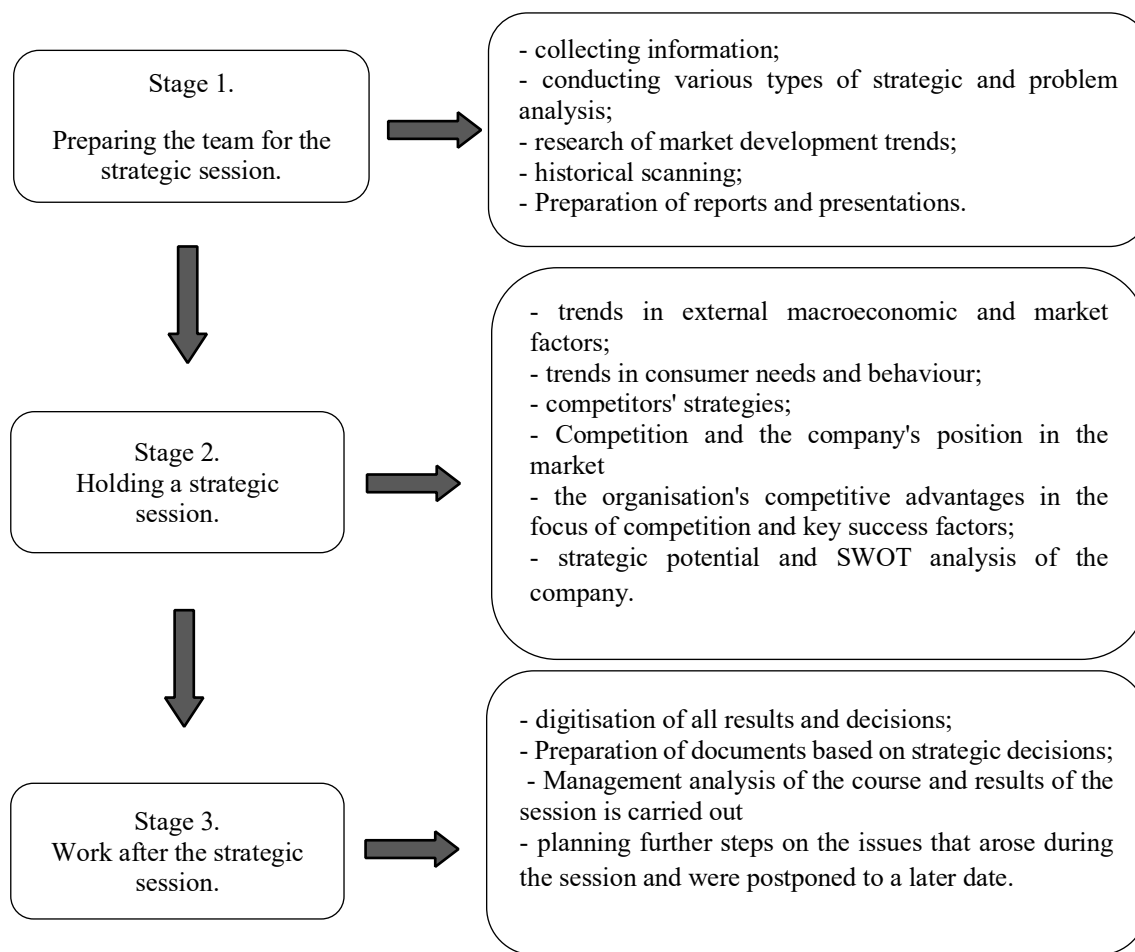 Stage 1.
Preparing the team for the
strategic session.
- collecting information;
- conducting various types of strategic and problem
analysis;
- research of market development trends;
- historical scanning;
- Preparation of reports and presentations.
Stage 2.
Holding a strategic
session.
- trends in external macroeconomic and market
factors;
- trends in consumer needs and behaviour;
- competitors' strategies;
- Competition and the company's position in the
market
- the organisation's competitive advantages in the
focus of competition and key success factors;
- strategic potential and SWOT analysis of the
company.
Stage 3.
Work after the strategic
session.
- digitisation of all results and decisions;
- Preparation of documents based on strategic decisions;
- Management analysis of the course and results of the
session is carried out
- planning further steps on the issues that arose during
the session and were postponed to a later date.